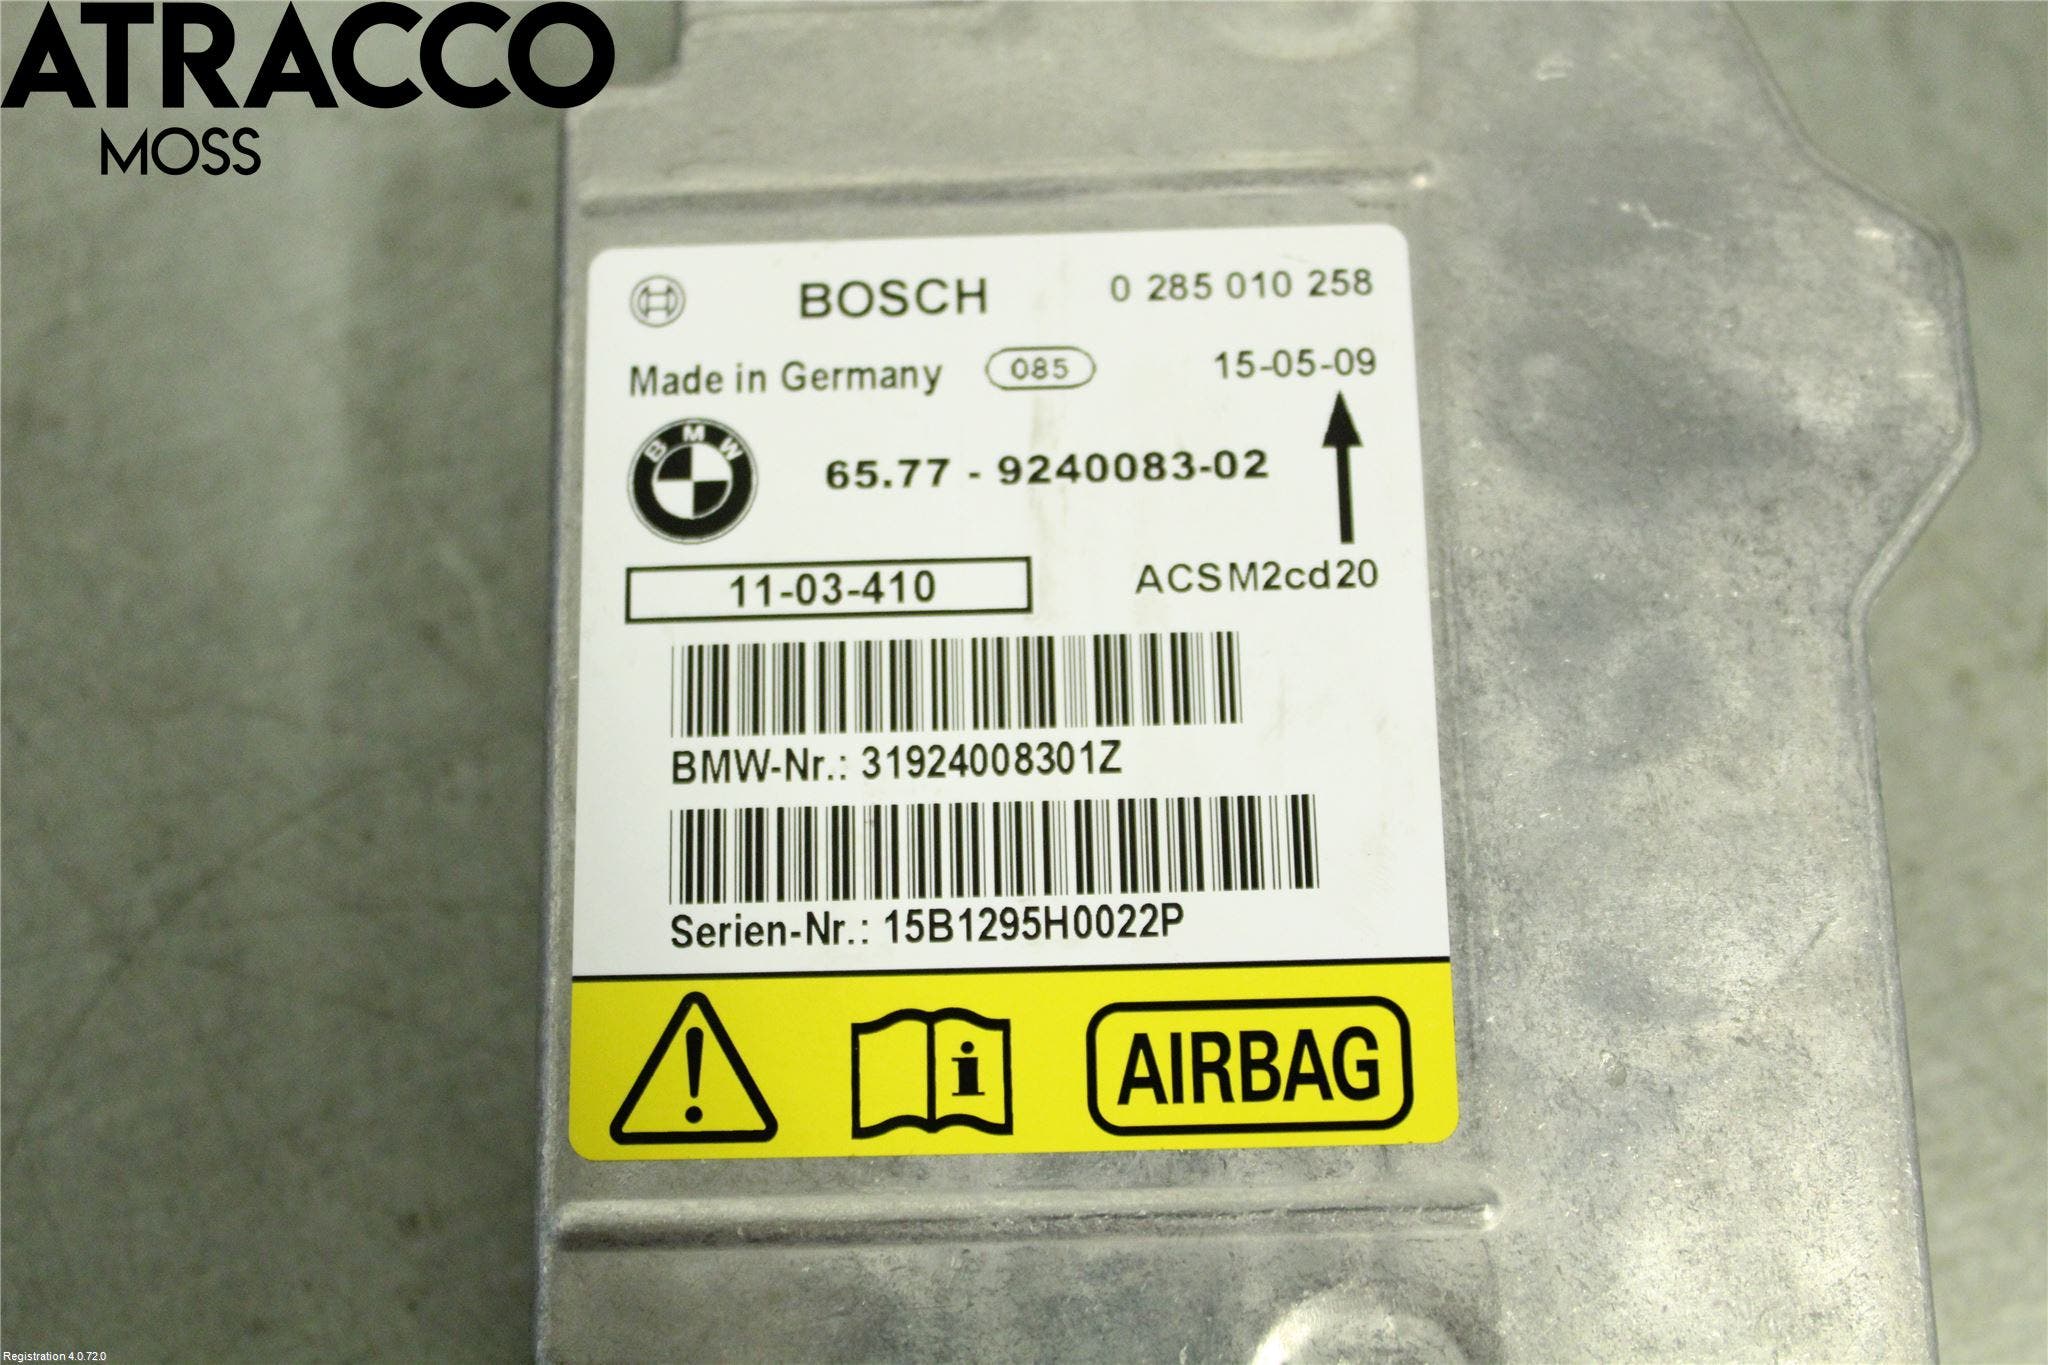 ATRACCO
MOSS
BOSCH 0 285 010 258
Made in Germany 085 15-05-09
BMW 65.77 - 9240083-02
11-03-410 ACSM2cd20
BMW-Nr.: 31924008301Z
Serien-Nr.: 15B1295H0022P
AIRBAG
Registration 4.0.72.0